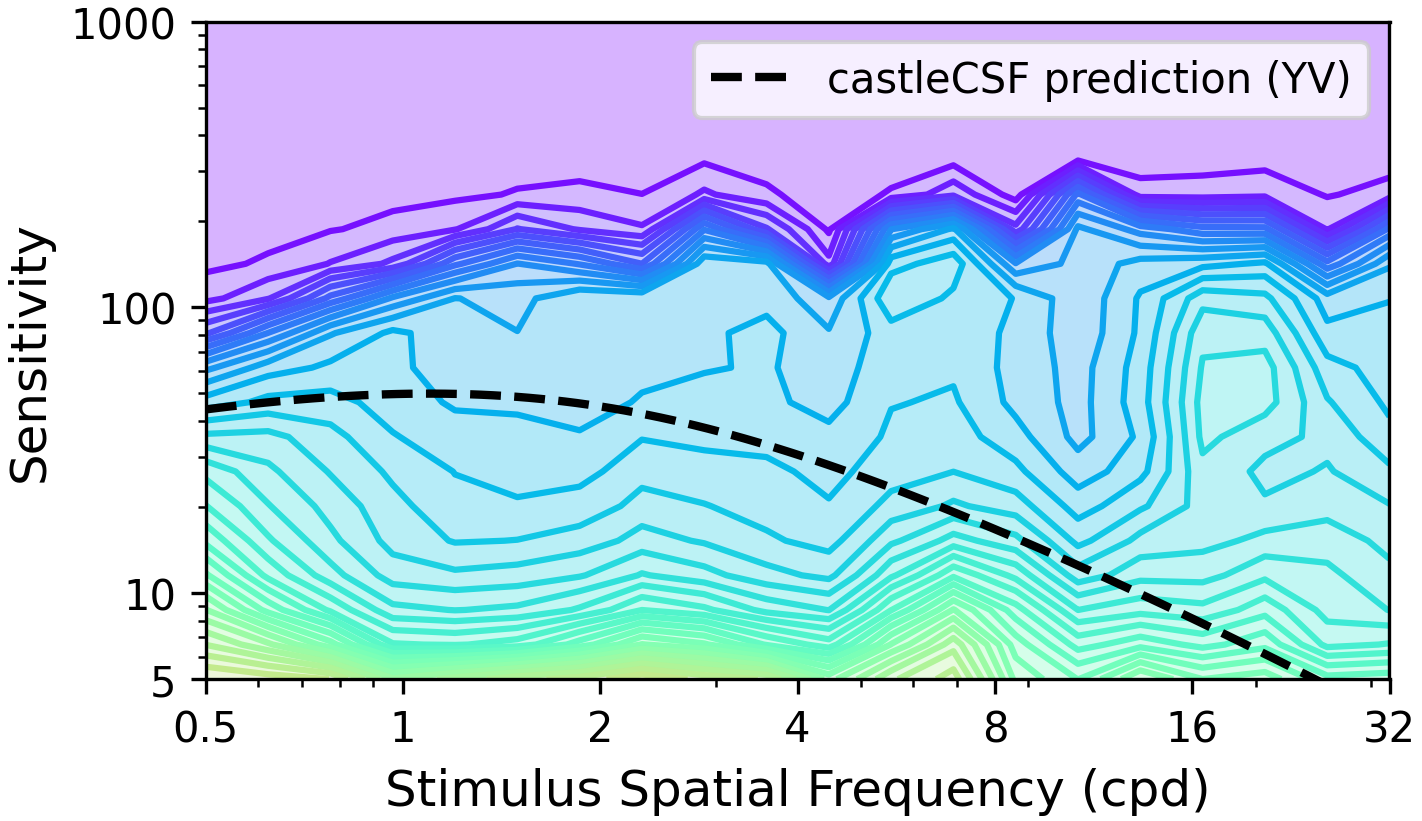 1000
100
10
5
Sensitivity
castleCSF prediction (YV)
0.5 1 2 4 8 16 32
Stimulus Spatial Frequency (cpd)